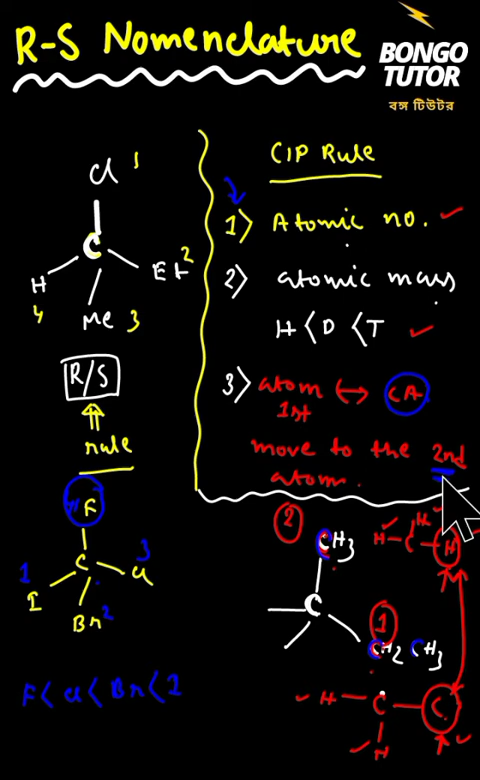 R-S Nomenclature
BONGO
TUTOR
বঙ্গ টিউটর
Cl 1
C
H
4
Et 2
Me 3
R/S
rule
CIP Rule
1) Atomic no.
2) atomic mass
H < D < T
3) atom ↔ CA
1st
move to the 2nd
atom.
4 F
C
1
I
Cl 3
Br 2
F < Cl < Br < I
2
CH3
C
1
CH2 CH3
H - C - H
H
H - C - C
H